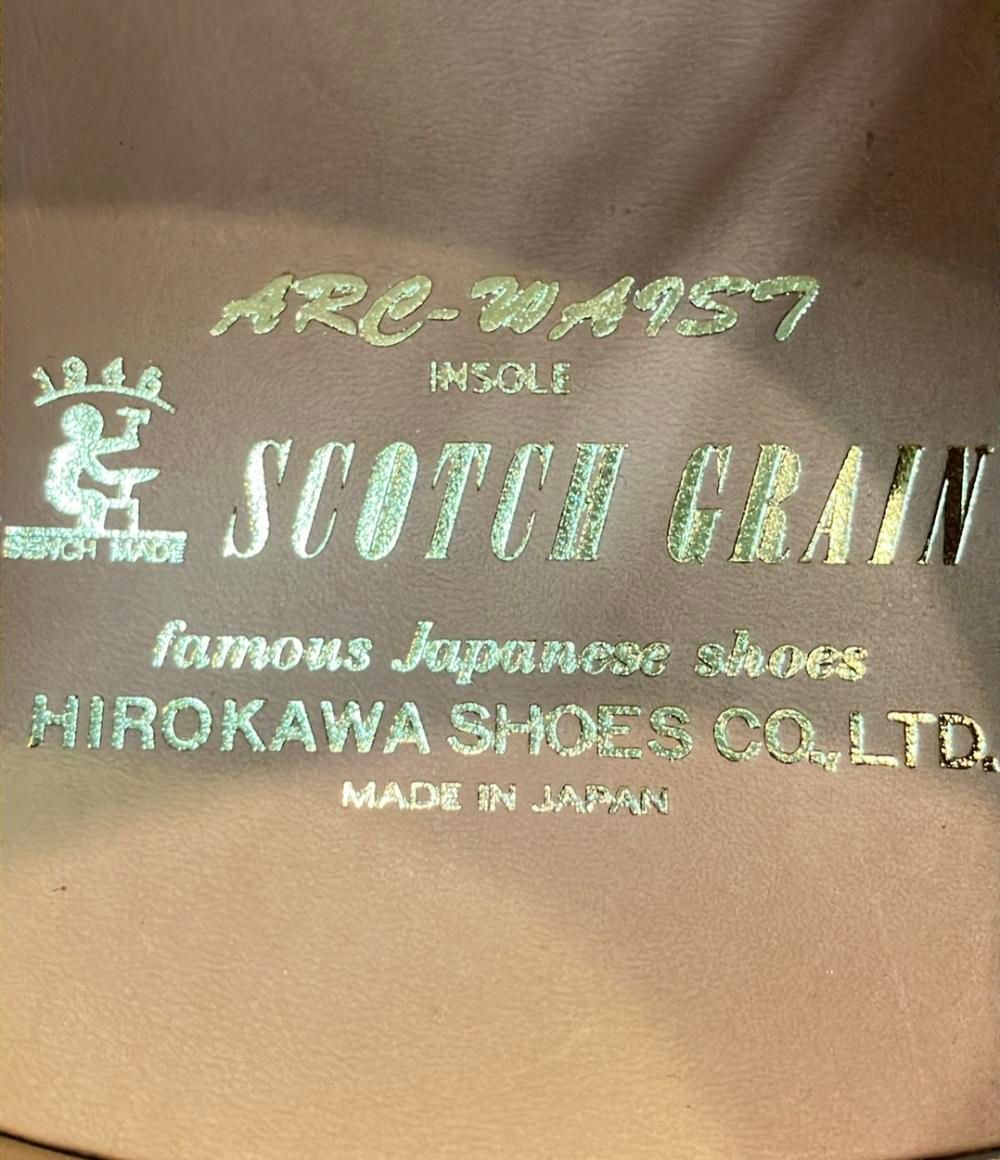 ARC-WAIST
INSOLE
1946
SCOTCH GRAIN
BENCH MADE
famous Japanese shoes
HIROKAWA SHOES CO.,LTD.
MADE IN JAPAN